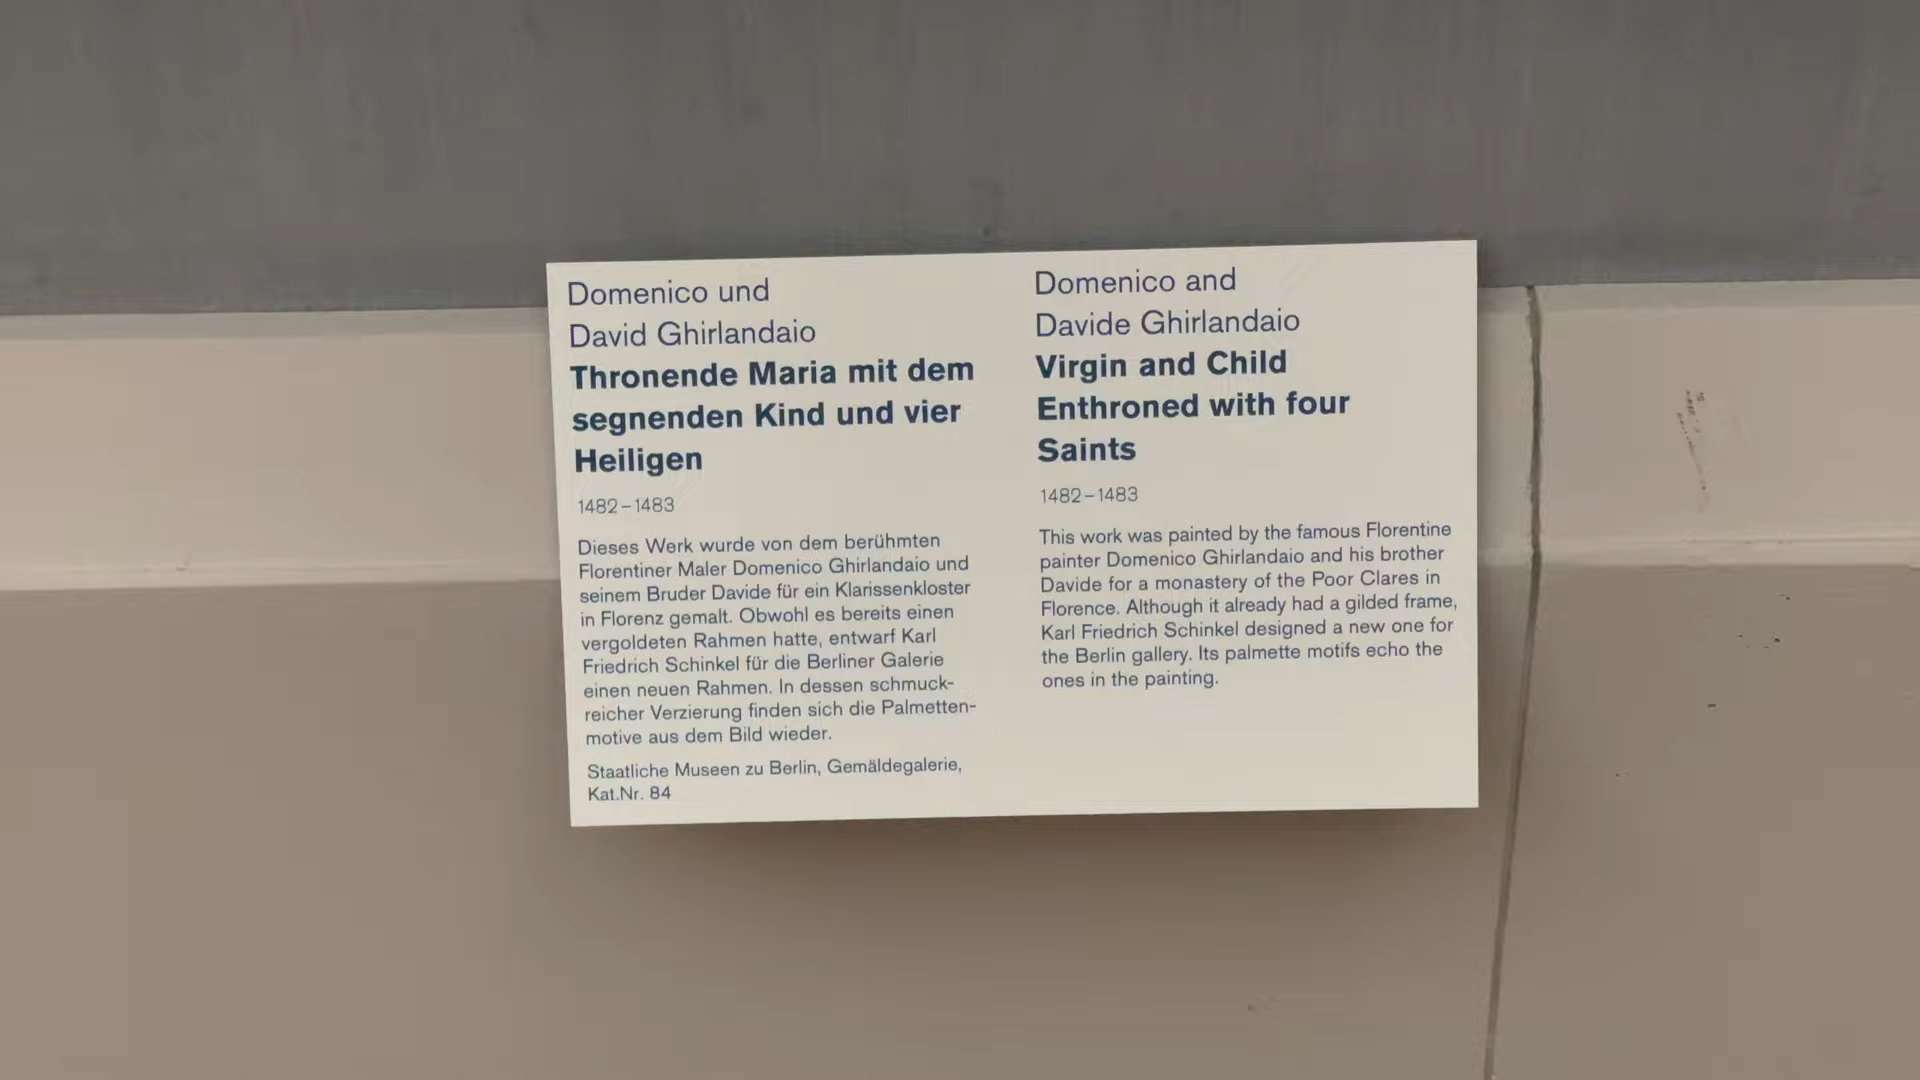 Domenico und
David Ghirlandaio
Thronende Maria mit dem
segnenden Kind und vier
Heiligen
1482–1483
Dieses Werk wurde von dem berühmten
Florentiner Maler Domenico Ghirlandaio und
seinem Bruder Davide für ein Klarissenkloster
in Florenz gemalt. Obwohl es bereits einen
vergoldeten Rahmen hatte, entwarf Karl
Friedrich Schinkel für die Berliner Galerie
einen neuen Rahmen. In dessen schmuck-
reicher Verzierung finden sich die Palmetten-
motive aus dem Bild wieder.
Staatliche Museen zu Berlin, Gemäldegalerie,
Kat.Nr. 84
Domenico and
Davide Ghirlandaio
Virgin and Child
Enthroned with four
Saints
1482–1483
This work was painted by the famous Florentine
painter Domenico Ghirlandaio and his brother
Davide for a monastery of the Poor Clares in
Florence. Although it already had a gilded frame,
Karl Friedrich Schinkel designed a new one for
the Berlin gallery. Its palmette motifs echo the
ones in the painting.